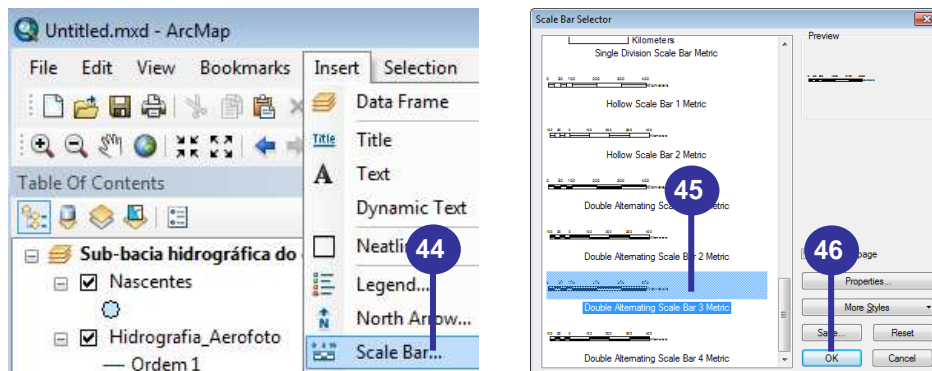 Untitled.mxd - ArcMap
File Edit View Bookmarks Insert Selection
Data Frame
Title Title
A Text
Dynamic Text
44
Legend...
N North Arrow...
Scale Bar...
Table Of Contents
Sub-bacia hidrográfica do
Nascentes
Hidrografia_Aerofoto
Ordem 1
Scale Bar Selector
Kilometers
Single Division Scale Bar Metric
Hollow Scale Bar 1 Metric
Hollow Scale Bar 2 Metric
Double Alternating Metric
45
Double Alternating Scale Bar 2 Metric
Double Alternating Scale Bar 3 Metric
Double Alternating Scale Bar 4 Metric
Preview
46
Properties...
More Styles
Reset
OK Cancel